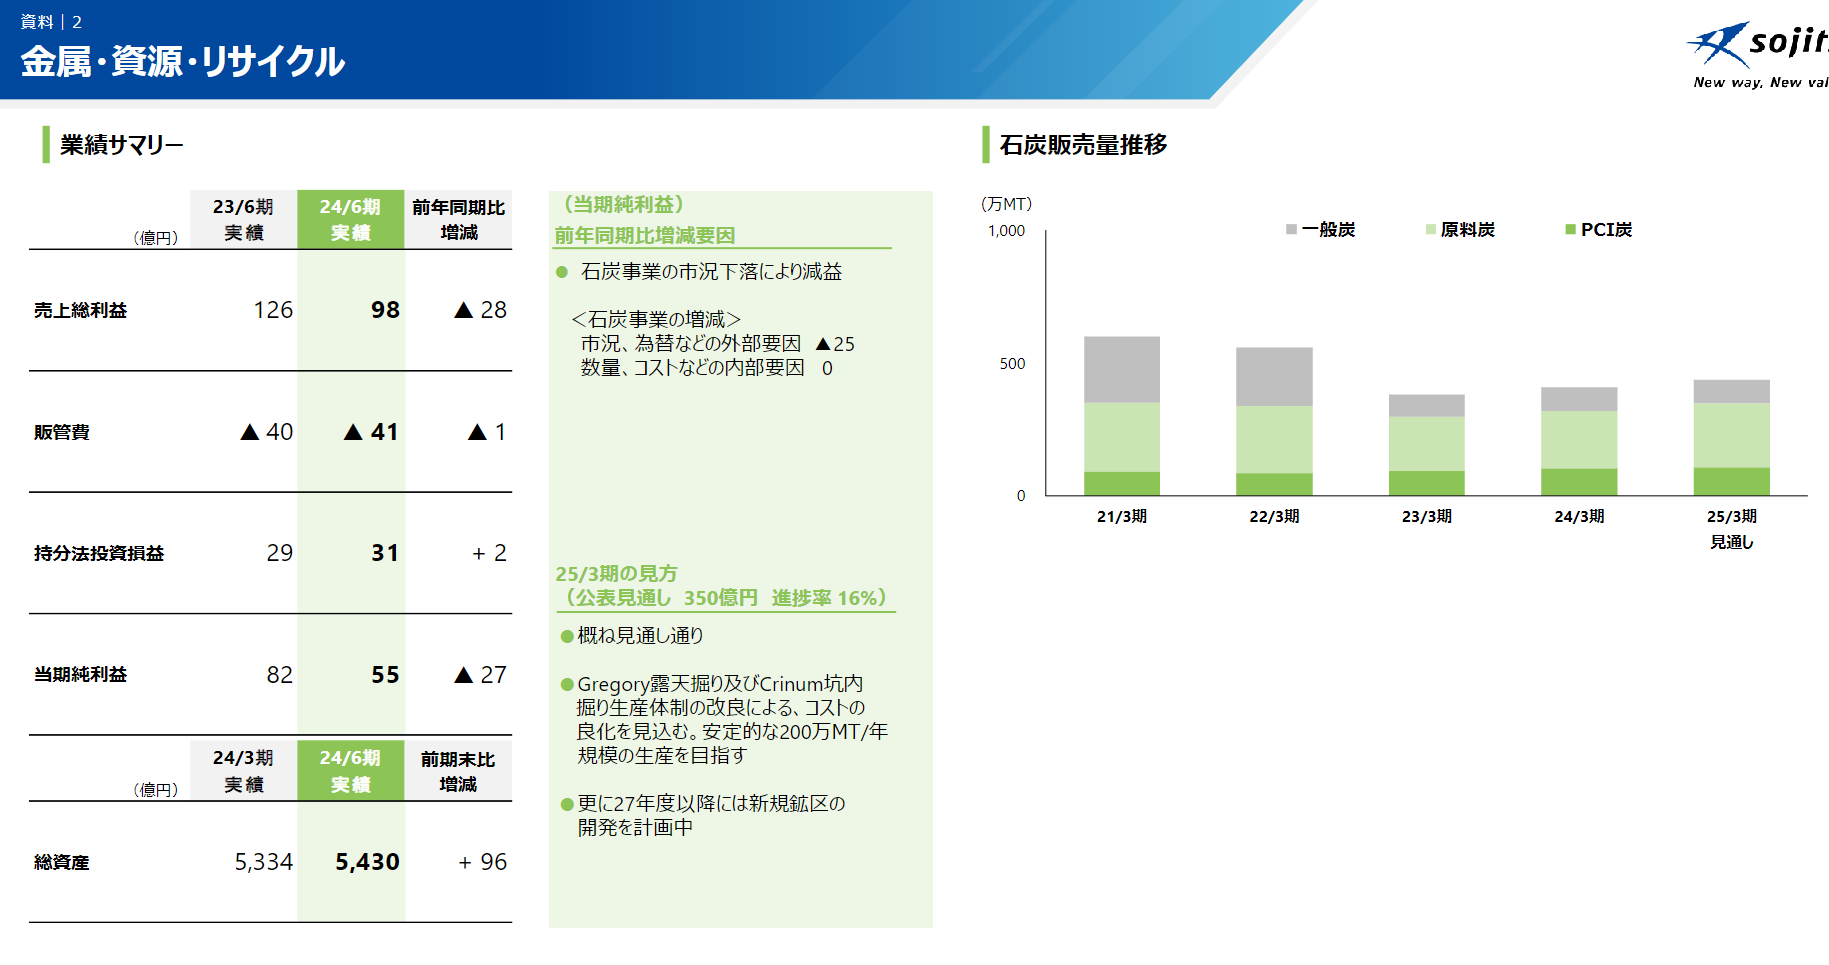 資料｜2
金属・資源・リサイクル
sojit
New way, New val
業績サマリー
（億円） 23/6期 実績 24/6期 実績 前年同期比 増減
売上総利益 126 98 ▲ 28
販管費 ▲ 40 ▲ 41 ▲ 1
持分法投資損益 29 31 + 2
当期純利益 82 55 ▲ 27
（億円） 24/3期 実績 24/6期 実績 前期末比 増減
総資産 5,334 5,430 + 96
（当期純利益）
前年同期比増減要因
● 石炭事業の市況下落により減益
＜石炭事業の増減＞
市況、為替などの外部要因 ▲25
数量、コストなどの内部要因 0
25/3期の見方
（公表見通し 350億円 進捗率 16%）
●概ね見通し通り
●Gregory露天掘り及びCrinum坑内
掘り生産体制の改良による、コストの
良化を見込む。安定的な200万MT/年
規模の生産を目指す
●更に27年度以降には新規鉱区の
開発を計画中
石炭販売量推移
（万MT）
一般炭 原料炭 PCI炭
1,000
500
0
21/3期 22/3期 23/3期 24/3期 25/3期
見通し